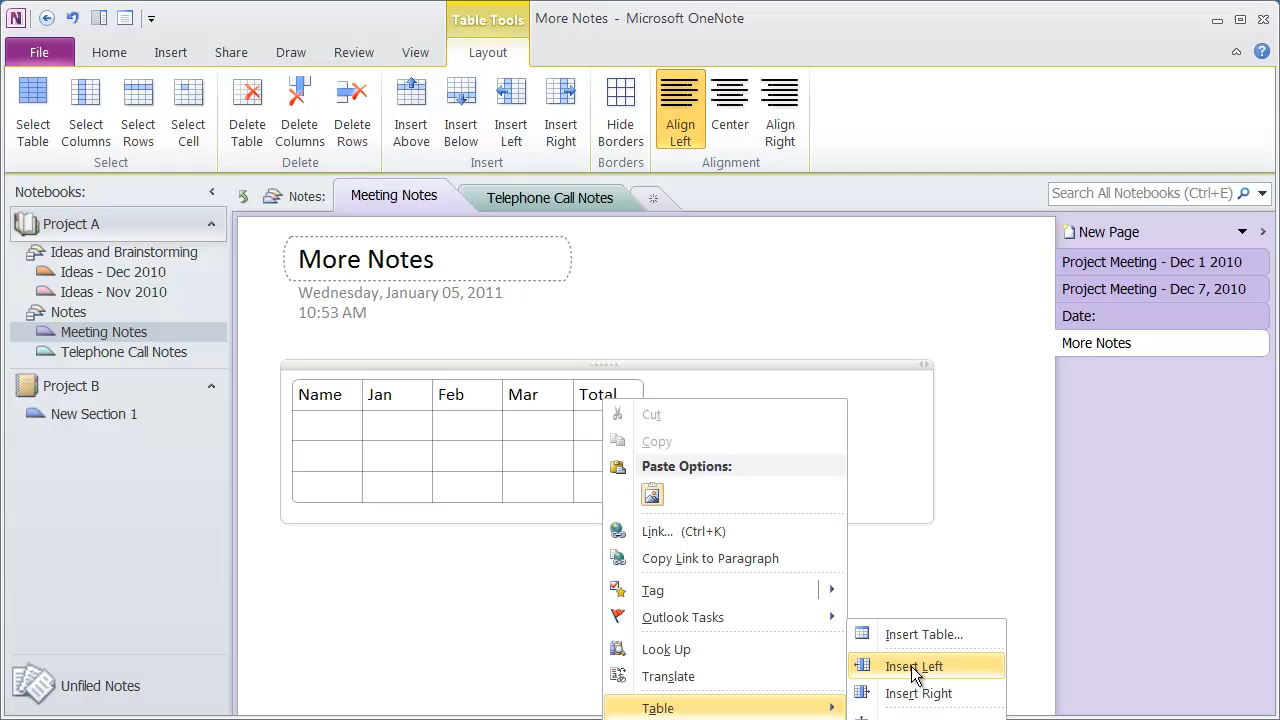 Table Tools
More Notes - Microsoft OneNote
File Home Insert Share Draw Review View Layout
Select Table
Select Columns
Select Rows
Select Cell
Delete Table
Delete Columns
Delete Rows
Insert Above
Insert Below
Insert Left
Insert Right
Hide Borders
Align Left
Center
Align Right
Select Delete Insert Borders Alignment
Notebooks:
Notes: Meeting Notes Telephone Call Notes
Search All Notebooks (Ctrl+E)
Project A
Ideas and Brainstorming
Ideas - Dec 2010
Ideas - Nov 2010
Notes
Meeting Notes
Telephone Call Notes
Project B
New Section 1
Unfiled Notes
More Notes
Wednesday, January 05, 2011
10:53 AM
Name Jan Feb Mar Total
Cut
Copy
Paste Options:
Link... (Ctrl+K)
Copy Link to Paragraph
Tag
Outlook Tasks
Look Up
Translate
Table
Insert Table...
Insert Left
Insert Right
New Page
Project Meeting - Dec 1 2010
Project Meeting - Dec 7, 2010
Date:
More Notes